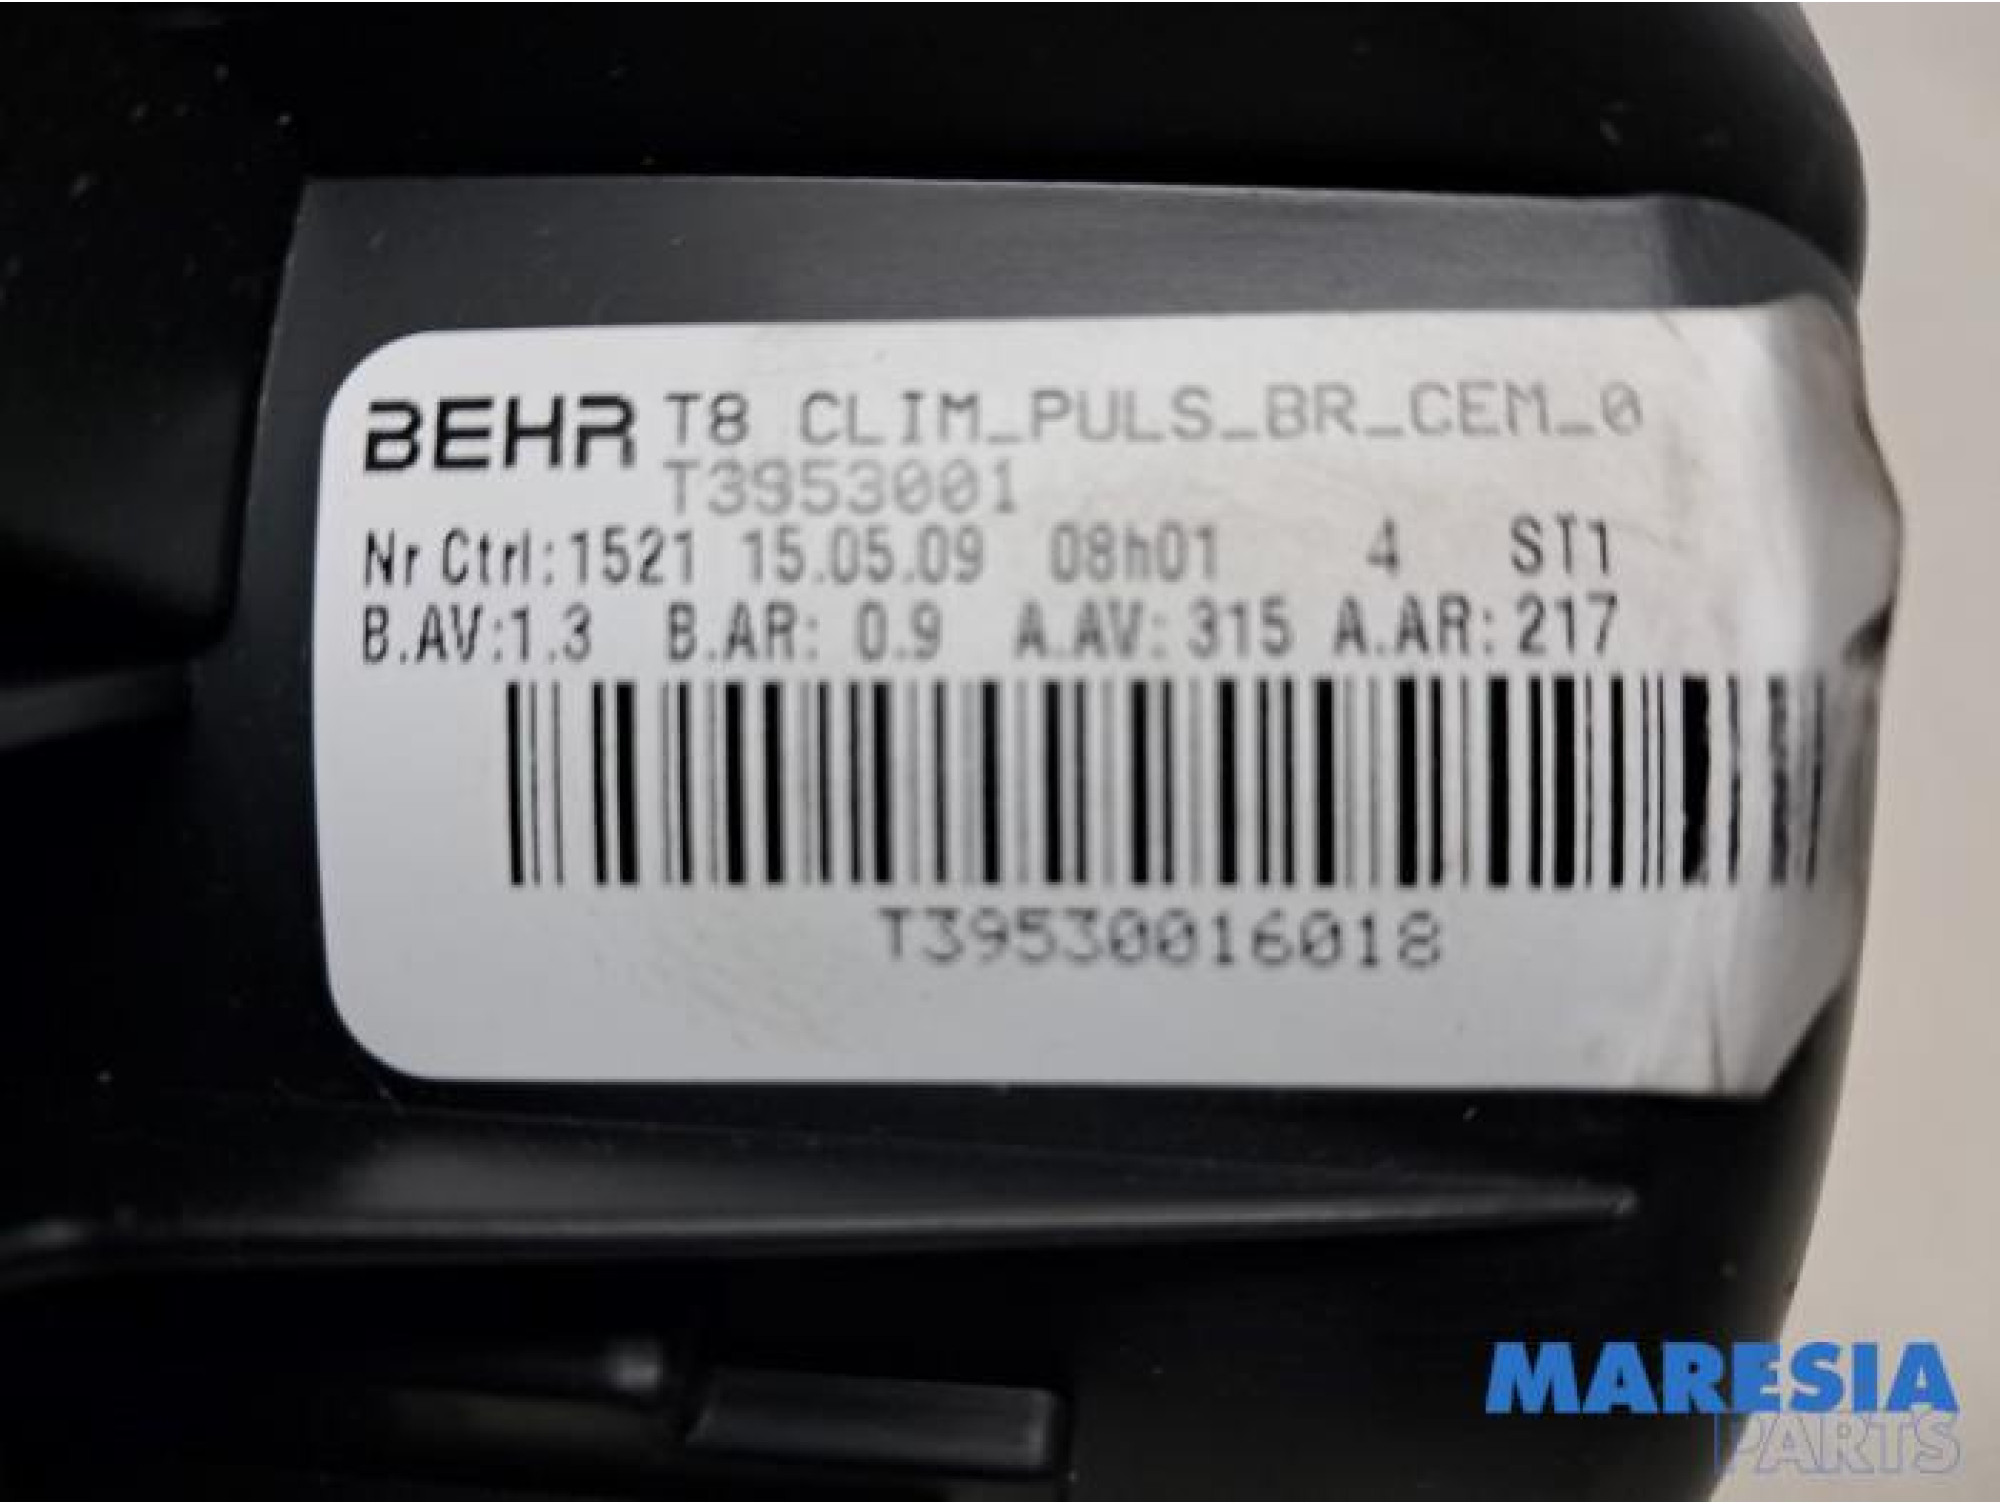 BEHR T8 CLIM_PULS_BR_CEM_0
T3953001
Nr Ctrl:1521 15.05.09 08h01 4 ST1
B.AV:1.3 B.AR: 0.9 A.AV:315 A.AR:217
T39530016018
MARESIA
PARTS